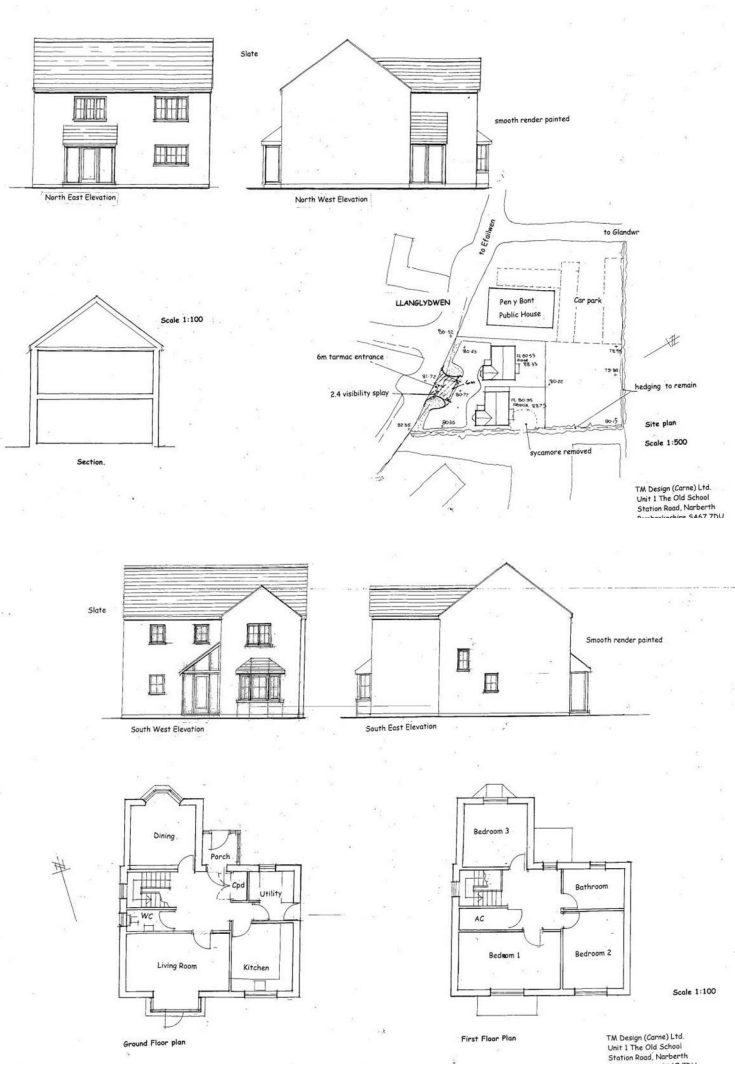 Slate
smooth render painted
North East Elevation
North West Elevation
to Efailwen
to Glandwr
LLANGLYDWEN
Pen y Bont
Public House
Car park
Scale 1:100
6m tarmac entrance
2.4 visibility splay
hedging to remain
sycamore removed
Site plan
Scale 1:500
Section.
TM Design (Carne) Ltd.
Unit 1 The Old School
Station Road, Narberth
Slate
Smooth render painted
South West Elevation
South East Elevation
Dining
Porch
Cpd
Utility
WC
Living Room
Kitchen
Ground Floor plan
Bedroom 3
Bathroom
AC
Bedroom 1
Bedroom 2
First Floor Plan
Scale 1:100
TM Design (Carne) Ltd.
Unit 1 The Old School
Station Road, Narberth